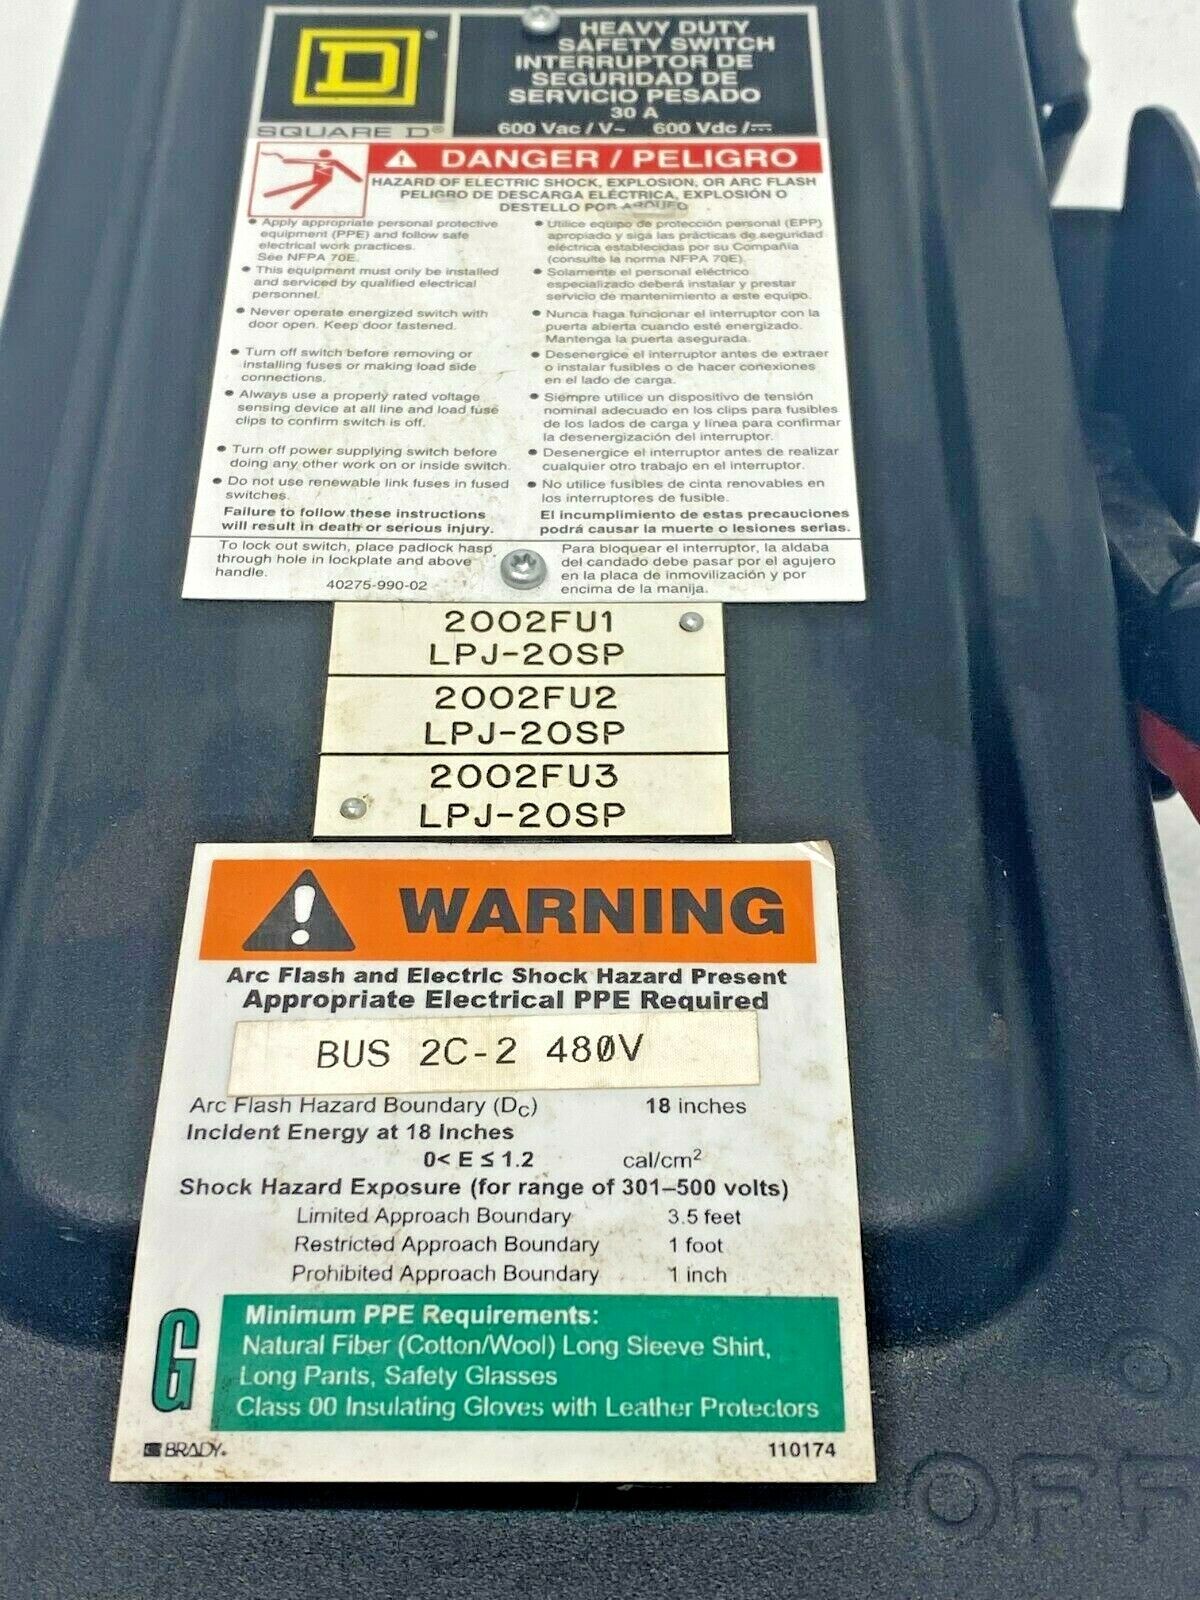 HEAVY DUTY
SAFETY SWITCH
INTERRUPTOR DE
SEGURIDAD DE
SERVICIO PESADO
30 A
600 Vac / V~ 600 Vdc /⎓
D
SQUARE D®
DANGER / PELIGRO
HAZARD OF ELECTRIC SHOCK, EXPLOSION, OR ARC FLASH
PELIGRO DE DESCARGA ELÉCTRICA, EXPLOSIÓN O
DESTELLO POR ARQUEO
• Apply appropriate personal protective
equipment (PPE) and follow safe
electrical work practices.
See NFPA 70E.
• This equipment must only be installed
and serviced by qualified electrical
personnel.
• Never operate energized switch with
door open. Keep door fastened.
• Turn off switch before removing or
installing fuses or making load side
connections.
• Always use a properly rated voltage
sensing device at all line and load fuse
clips to confirm switch is off.
• Turn off power supplying switch before
doing any other work on or inside switch.
• Do not use renewable link fuses in fused
switches.
Failure to follow these instructions
will result in death or serious injury.
• Utilice equipo de protección personal (EPP)
apropiado y siga las prácticas de seguridad
eléctrica establecidas por su Compañía
(consulte la norma NFPA 70E).
• Solamente el personal eléctrico
especializado deberá instalar y prestar
servicio de mantenimiento a este equipo.
• Nunca haga funcionar el interruptor con la
puerta abierta cuando esté energizado.
Mantenga la puerta asegurada.
• Desenergice el interruptor antes de extraer
o instalar fusibles o de hacer conexiones
en el lado de carga.
• Siempre utilice un dispositivo de tensión
nominal adecuado en los clips para fusibles
de los lados de carga y línea para confirmar
la desenergización del interruptor.
• Desenergice el interruptor antes de realizar
cualquier otro trabajo en el interruptor.
• No utilice fusibles de cinta renovables en
los interruptores de fusible.
El incumplimiento de estas precauciones
podrá causar la muerte o lesiones serias.
To lock out switch, place padlock hasp
through hole in lockplate and above
handle.
40275-990-02
Para bloquear el interruptor, la aldaba
del candado debe pasar por el agujero
en la placa de inmovilización y por
encima de la manija.
2002FU1
LPJ-20SP
2002FU2
LPJ-20SP
2002FU3
LPJ-20SP
WARNING
Arc Flash and Electric Shock Hazard Present
Appropriate Electrical PPE Required
BUS 2C-2 480V
Arc Flash Hazard Boundary (DC) 18 inches
Incident Energy at 18 Inches
0< E ≤ 1.2 cal/cm²
Shock Hazard Exposure (for range of 301–500 volts)
Limited Approach Boundary 3.5 feet
Restricted Approach Boundary 1 foot
Prohibited Approach Boundary 1 inch
G
Minimum PPE Requirements:
Natural Fiber (Cotton/Wool) Long Sleeve Shirt,
Long Pants, Safety Glasses
Class 00 Insulating Gloves with Leather Protectors
BRADY.
110174
O
OFF